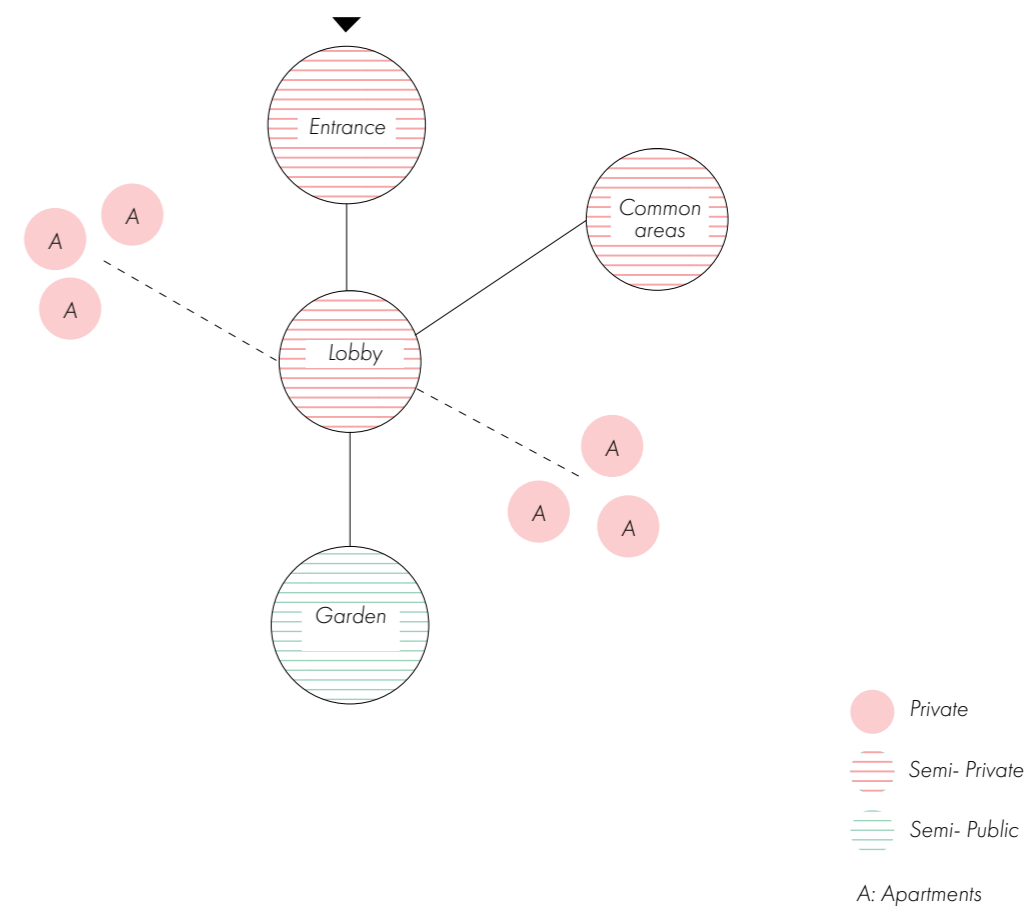 Entrance
Common
areas
A
A
A
Lobby
A
A
A
Garden
Private
Semi- Private
Semi- Public
A: Apartments